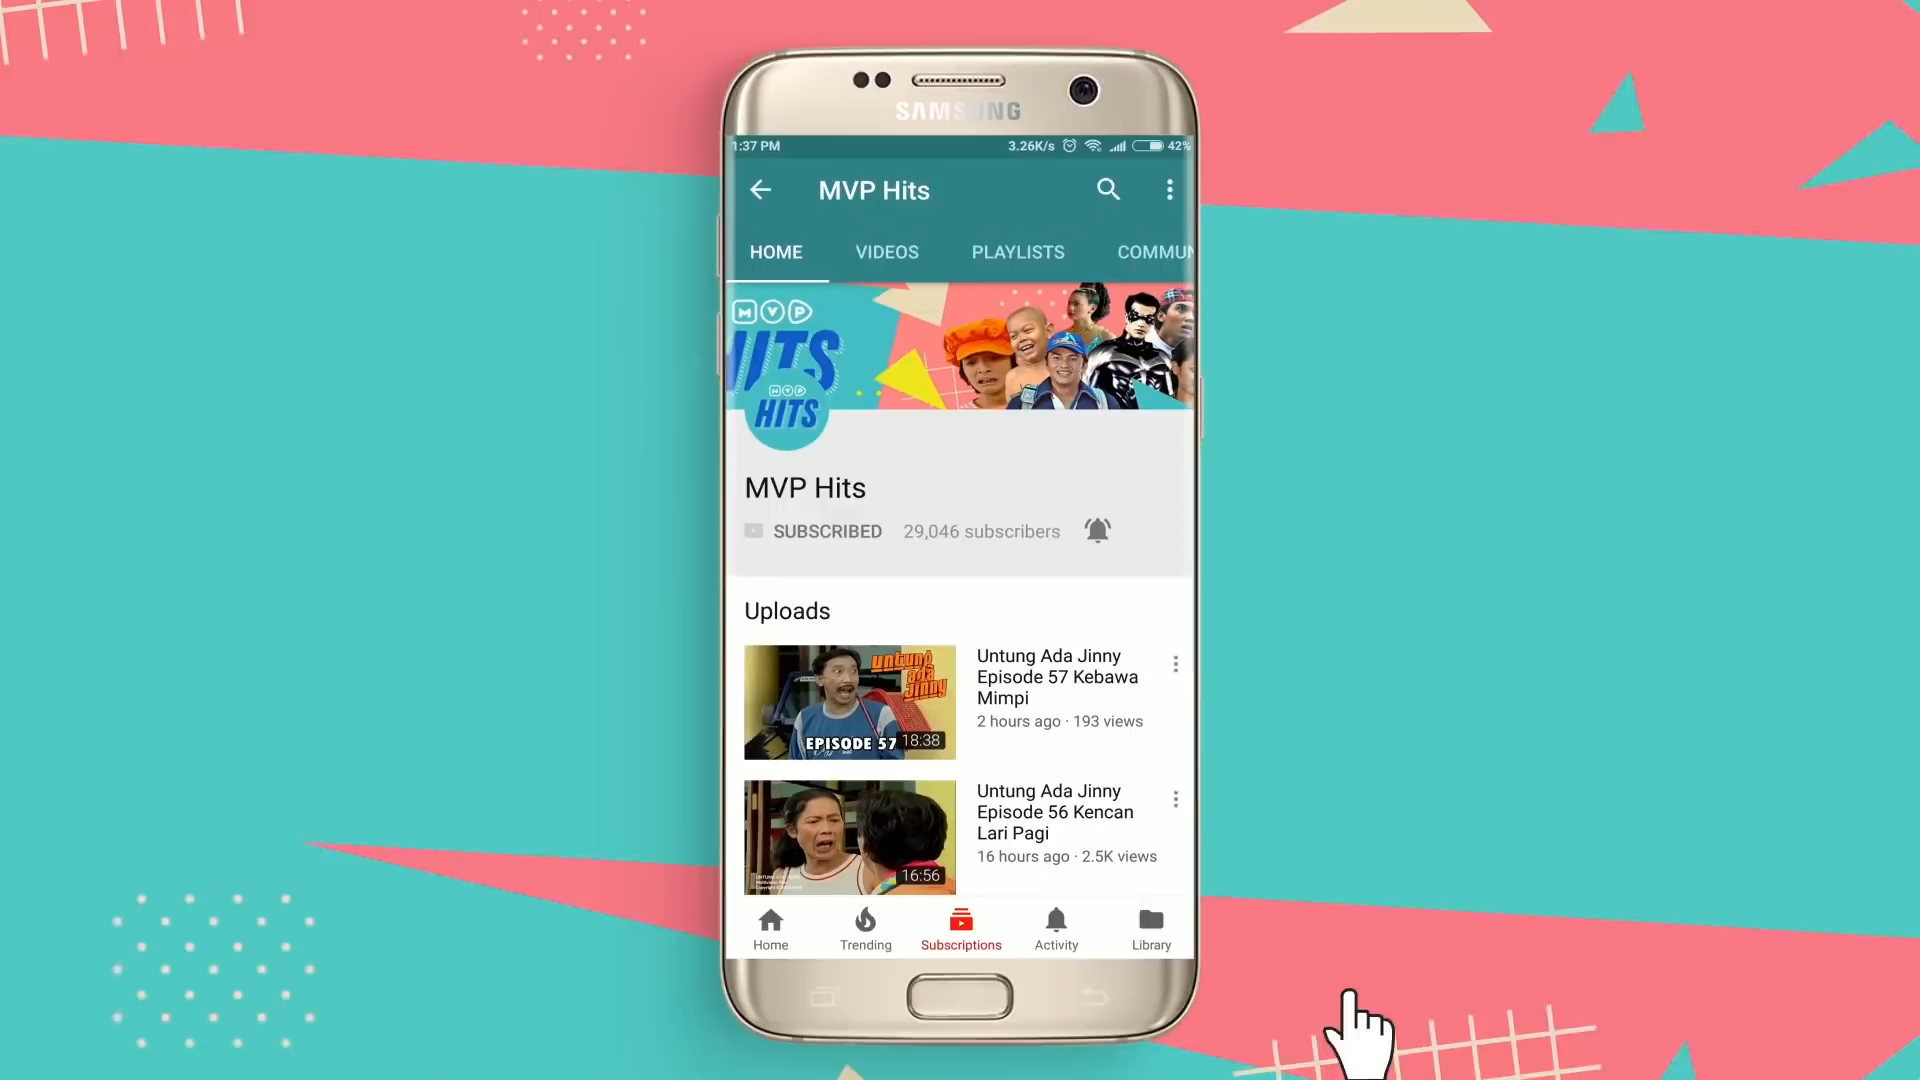 SAMSUNG
1:37 PM
3.26K/s
42%
MVP Hits
HOME
VIDEOS
PLAYLISTS
COMMUN
MVP
HITS
MVP
HITS
MVP Hits
SUBSCRIBED
29,046 subscribers
Uploads
untung
ada
jinny
EPISODE 57
18:38
Untung Ada Jinny
Episode 57 Kebawa
Mimpi
2 hours ago · 193 views
16:56
Untung Ada Jinny
Episode 56 Kencan
Lari Pagi
16 hours ago · 2.5K views
Home
Trending
Subscriptions
Activity
Library